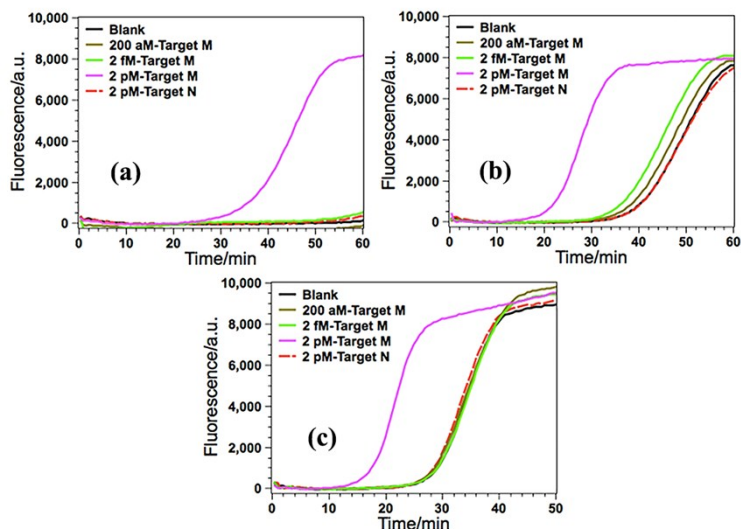 10,000
8,000
6,000
4,000
2,000
0
Fluorescence/a.u.
Blank
200 aM-Target M
2 fM-Target M
2 pM-Target M
2 pM-Target N
(a)
0 10 20 30 40 50 60
Time/min
10,000
8,000
6,000
4,000
2,000
0
Fluorescence/a.u.
Blank
200 aM-Target M
2 fM-Target M
2 pM-Target M
2 pM-Target N
(b)
0 10 20 30 40 50 60
Time/min
10,000
8,000
6,000
4,000
2,000
0
Fluorescence/a.u.
Blank
200 aM-Target M
2 fM-Target M
2 pM-Target M
2 pM-Target N
(c)
0 10 20 30 40 50
Time/min